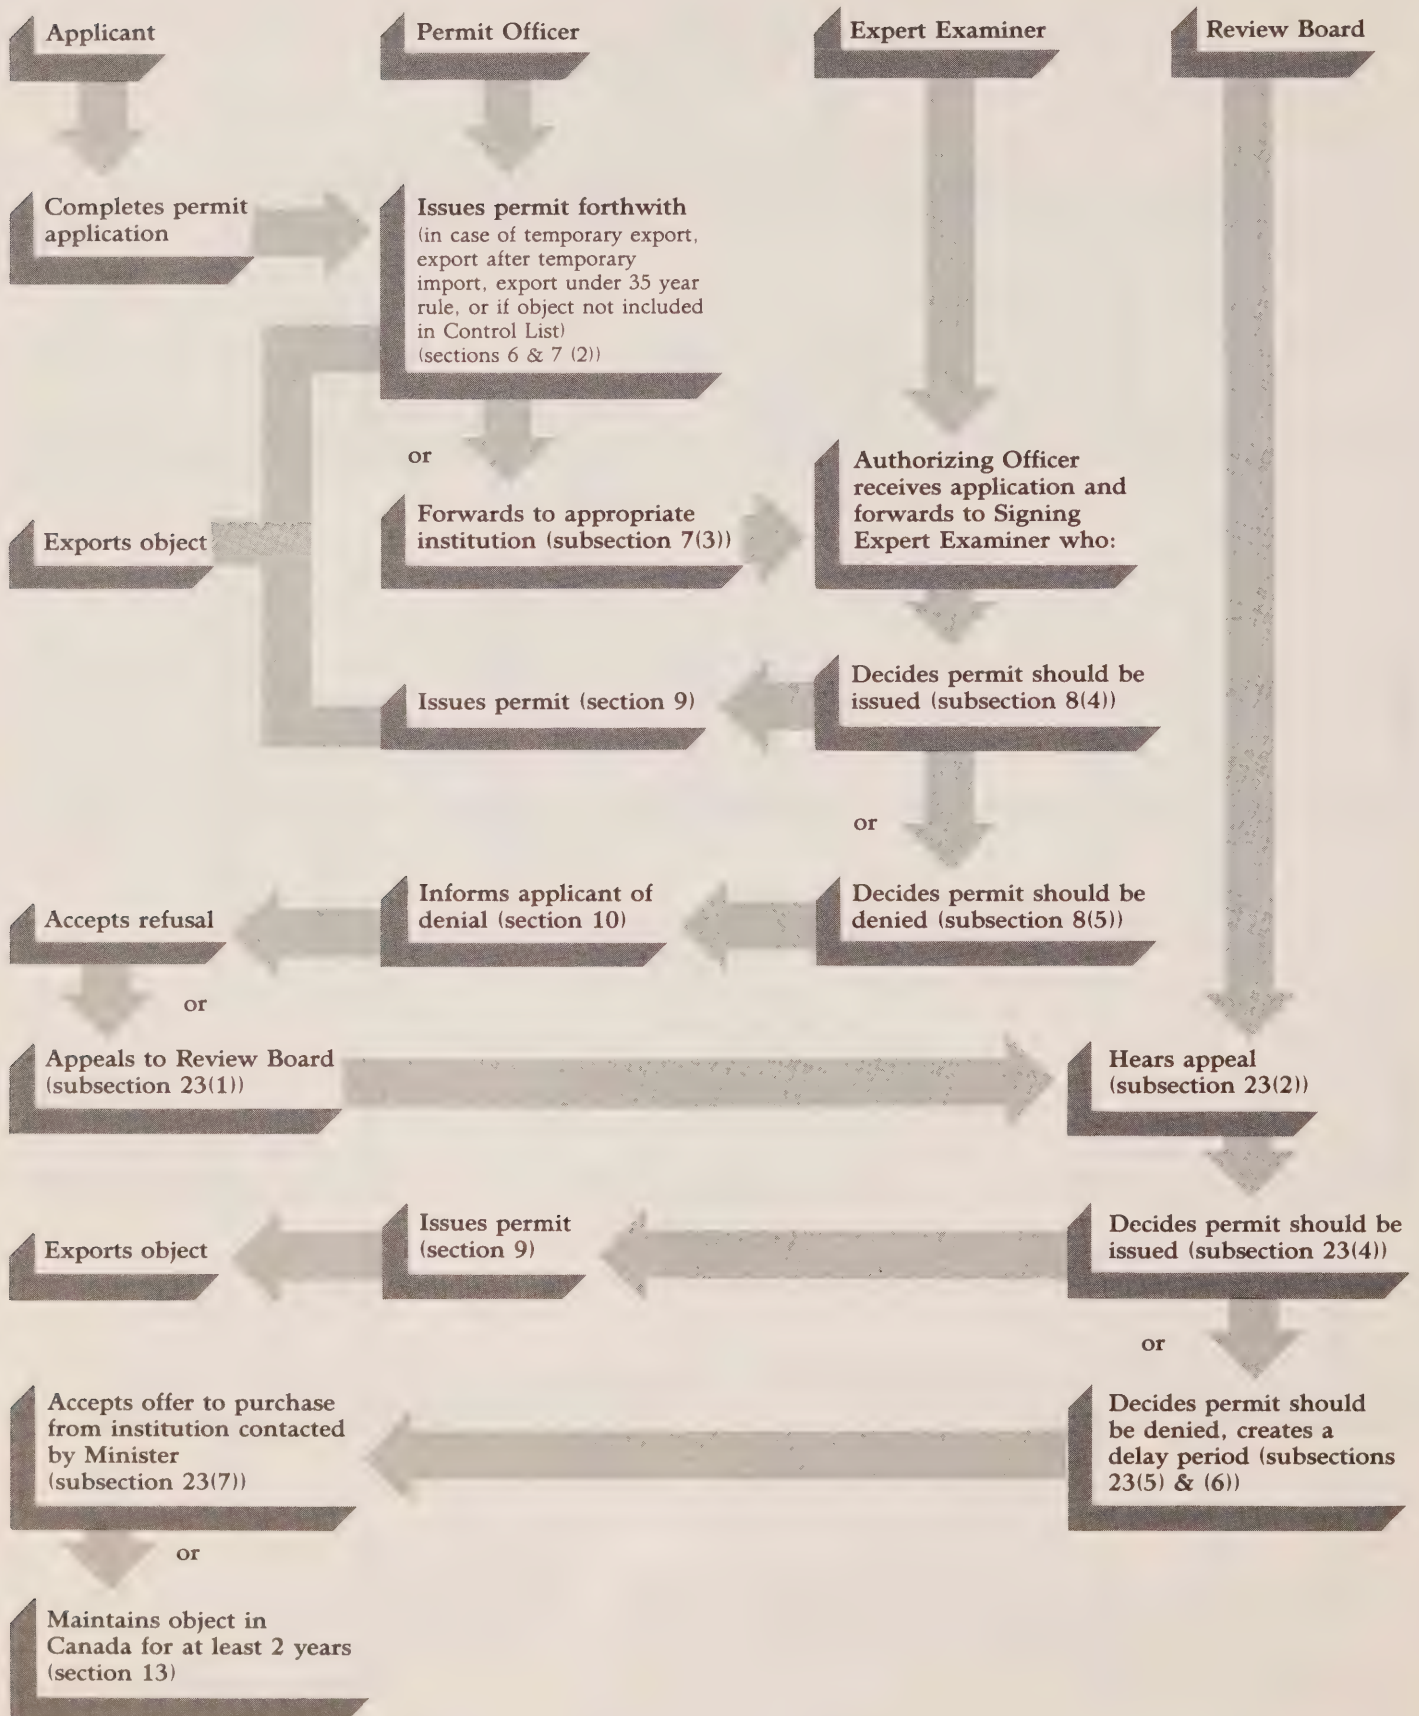 Applicant
Permit Officer
Expert Examiner
Review Board
Completes permit
application
Issues permit forthwith
(in case of temporary export,
export after temporary
import, export under 35 year
rule, or if object not included
in Control List)
(sections 6 & 7 (2))
or
Exports object
Forwards to appropriate
institution (subsection 7(3))
Authorizing Officer
receives application and
forwards to Signing
Expert Examiner who:
Issues permit (section 9)
Decides permit should be
issued (subsection 8(4))
or
Accepts refusal
Informs applicant of
denial (section 10)
Decides permit should be
denied (subsection 8(5))
or
Appeals to Review Board
(subsection 23(1))
Hears appeal
(subsection 23(2))
Exports object
Issues permit
(section 9)
Decides permit should be
issued (subsection 23(4))
or
Accepts offer to purchase
from institution contacted
by Minister
(subsection 23(7))
Decides permit should
be denied, creates a
delay period (subsections
23(5) & (6))
or
Maintains object in
Canada for at least 2 years
(section 13)